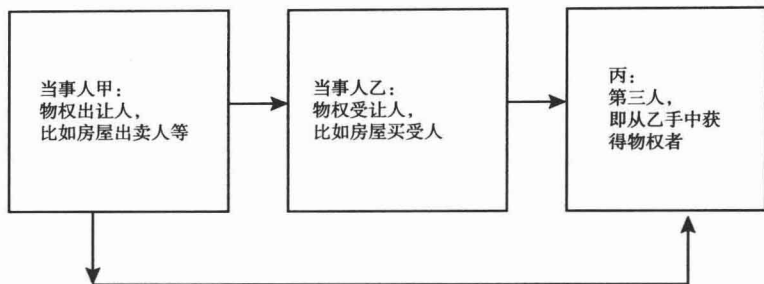 当事人甲：
物权出让人，
比如房屋出卖人等
当事人乙：
物权受让人，
比如房屋买受人
丙：
第三人，
即从乙手中获
得物权者